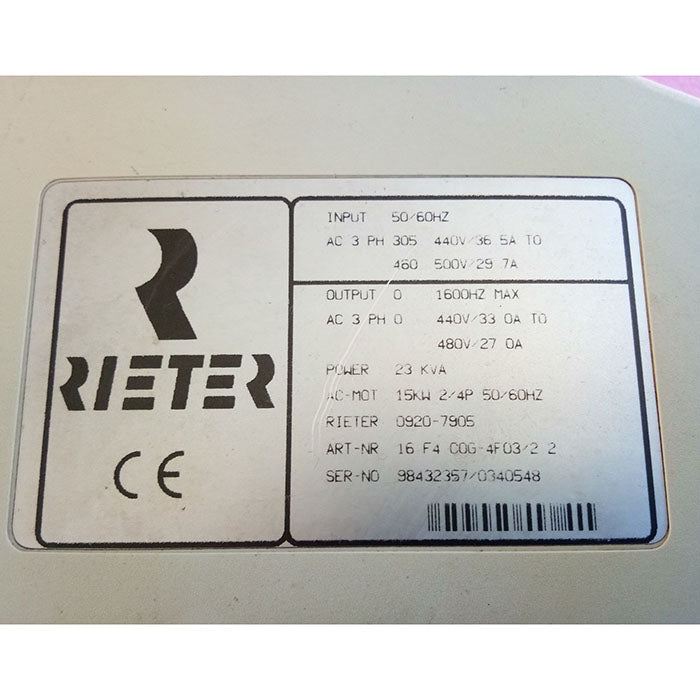 RIETER
CE
INPUT 50/60HZ
AC 3 PH 305 440V/36 5A TO
460 500V/29 7A
OUTPUT 0 1600HZ MAX
AC 3 PH 0 440V/33 0A TO
480V/27 0A
POWER 23 KVA
AC-MOT 15KW 2/4P 50/60HZ
RIETER 0920-7905
ART-NR 16 F4 C0G-4F03/2 2
SER-NO 98432357/0340548